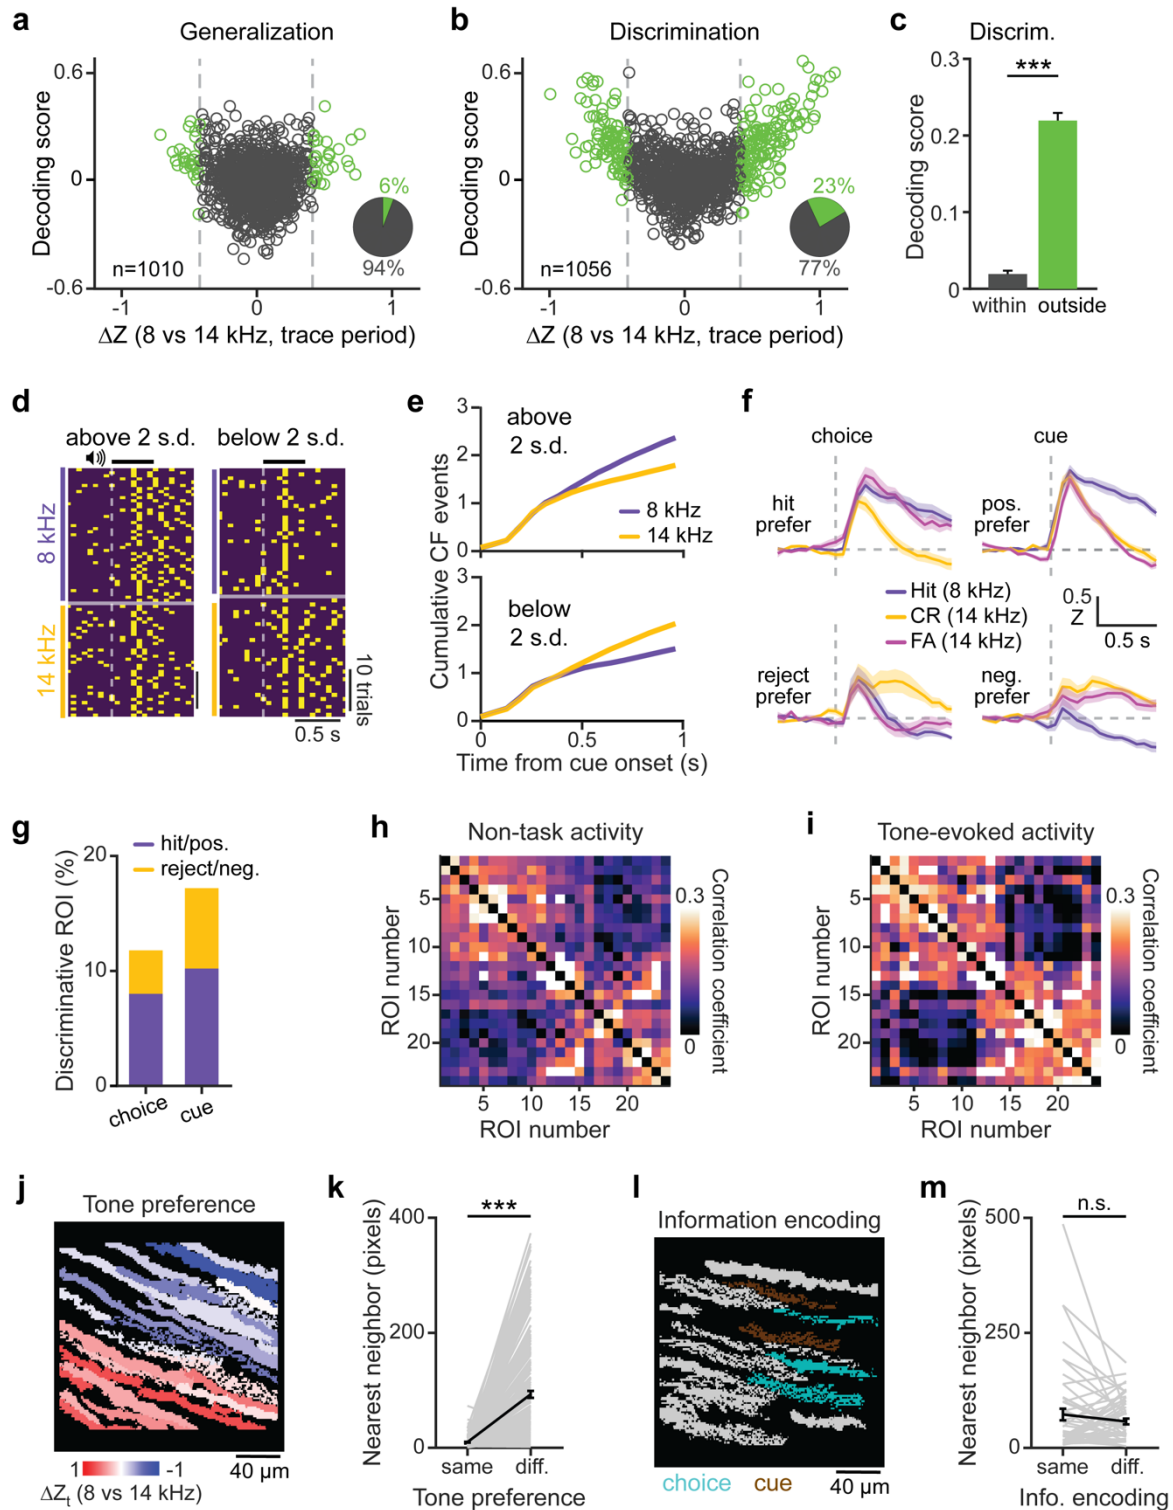 a
Generalization
Decoding score
0.6
0
-0.6
6%
94%
n=1010
-1
0
1
ΔZ (8 vs 14 kHz, trace period)
b
Discrimination
Decoding score
0.6
0
-0.6
23%
77%
n=1056
-1
0
1
ΔZ (8 vs 14 kHz, trace period)
c
Discrim.
Decoding score
0.3
0.2
0.1
0
***
within
outside
d
above 2 s.d.
below 2 s.d.
8 kHz
14 kHz
10 trials
0.5 s
e
Cumulative CF events
3
2
1
0
above
2 s.d.
8 kHz
14 kHz
3
2
1
0
below
2 s.d.
0
0.5
1
Time from cue onset (s)
f
choice
cue
hit
prefer
pos.
prefer
Hit (8 kHz)
CR (14 kHz)
FA (14 kHz)
0.5
Z
0.5 s
reject
prefer
neg.
prefer
g
Discriminative ROI (%)
20
10
0
hit/pos.
reject/neg.
choice
cue
h
Non-task activity
ROI number
5
10
15
20
5
10
15
20
ROI number
0.3
0
Correlation coefficient
i
Tone-evoked activity
ROI number
5
10
15
20
5
10
15
20
ROI number
0.3
0
Correlation coefficient
j
Tone preference
1
-1
40 µm
ΔZt (8 vs 14 kHz)
k
Nearest neighbor (pixels)
400
200
0
***
same
diff.
Tone preference
l
Information encoding
choice
cue
40 µm
m
Nearest neighbor (pixels)
500
250
0
n.s.
same
diff.
Info. encoding